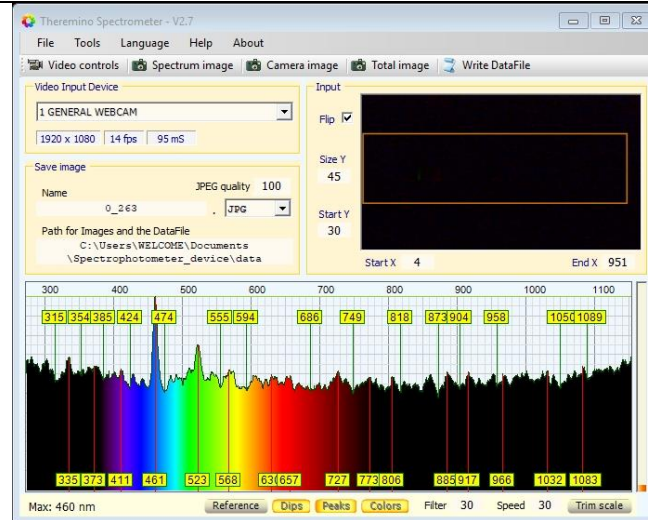 Theremino Spectrometer - V2.7
File Tools Language Help About
Video controls Spectrum image Camera image Total image Write DataFile
Video Input Device
1 GENERAL WEBCAM
1920 x 1080 14 fps 95 mS
Save image
Name JPEG quality 100
0_263 . JPG
Path for Images and the DataFile
C:\Users\WELCOME\Documents
\Spectrophotometer_device\data
Input
Flip
Size Y
45
Start Y
30
Start X 4 End X 951
300 400 500 600 700 800 900 1000 1100
315 354 385 424 474 555 594 686 749 818 873 904 958 1050 1089
335 373 411 461 523 568 630 657 727 773 806 885 917 966 1032 1083
Max: 460 nm Reference Dips Peaks Colors Filter 30 Speed 30 Trim scale